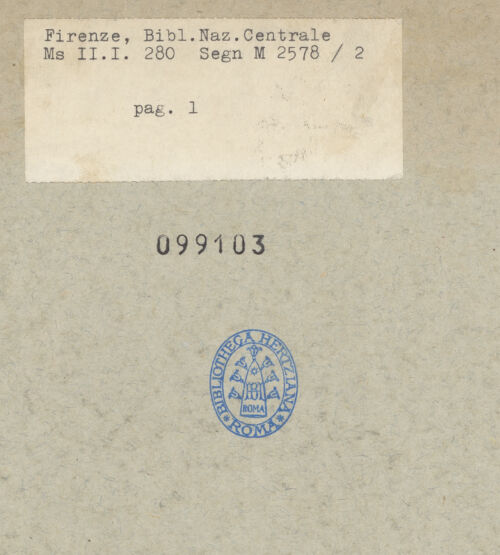 Firenze, Bibl.Naz.Centrale
Ms II.I. 280  Segn M 2578 / 2
pag. 1
099103
BIBLIOTHECA HERTZIANA
ROMA
ROMA